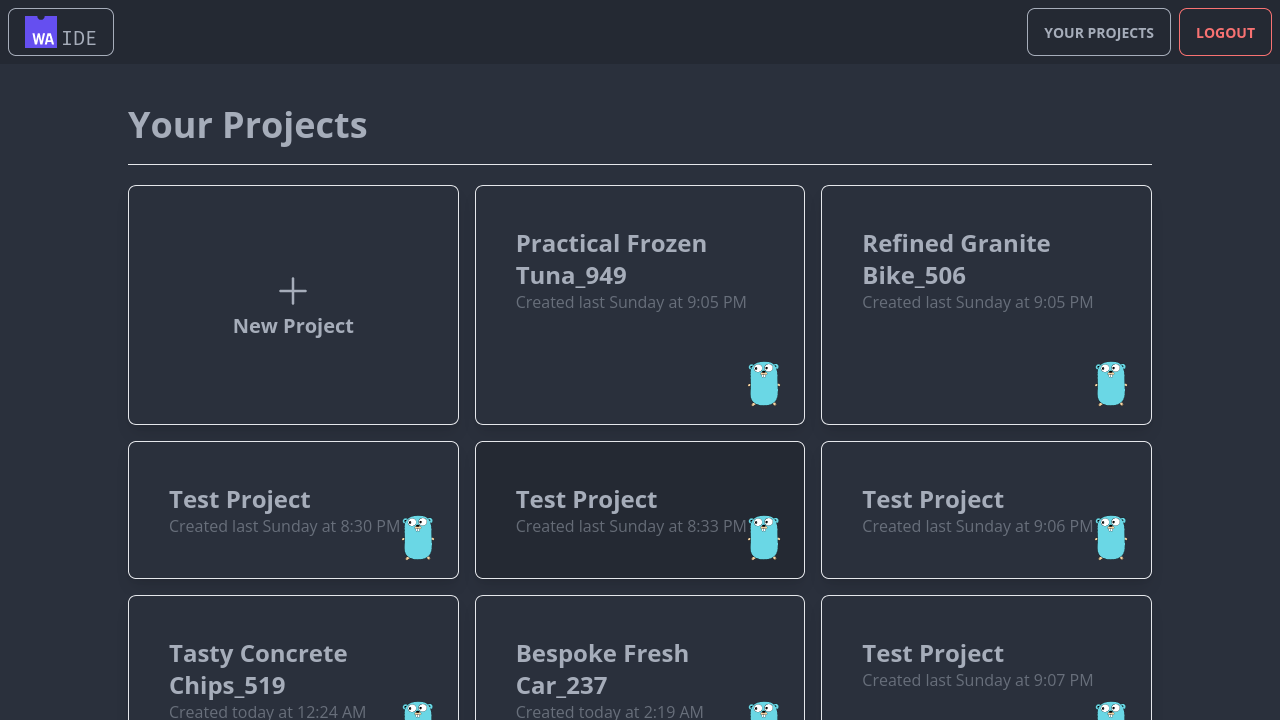 WA IDE
YOUR PROJECTS
LOGOUT
Your Projects
New Project
Practical Frozen
Tuna_949
Created last Sunday at 9:05 PM
Refined Granite
Bike_506
Created last Sunday at 9:05 PM
Test Project
Created last Sunday at 8:30 PM
Test Project
Created last Sunday at 8:33 PM
Test Project
Created last Sunday at 9:06 PM
Tasty Concrete
Chips_519
Created today at 12:24 AM
Bespoke Fresh
Car_237
Created today at 2:19 AM
Test Project
Created last Sunday at 9:07 PM